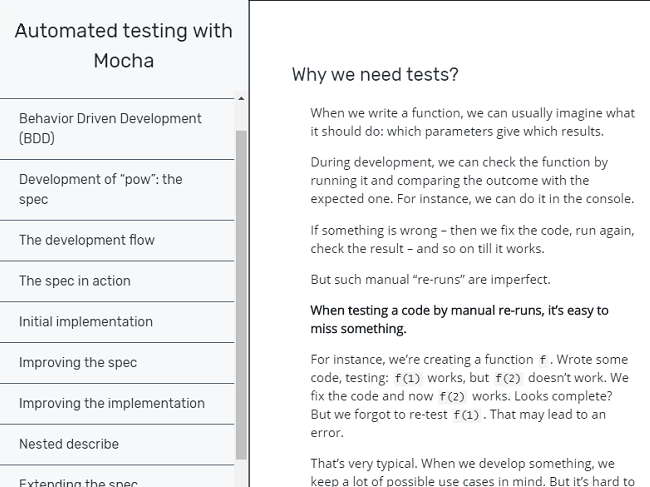 Automated testing with
Mocha
Behavior Driven Development
(BDD)
Development of “pow”: the
spec
The development flow
The spec in action
Initial implementation
Improving the spec
Improving the implementation
Nested describe
Extending the spec
Why we need tests?
When we write a function, we can usually imagine what
it should do: which parameters give which results.
During development, we can check the function by
running it and comparing the outcome with the
expected one. For instance, we can do it in the console.
If something is wrong – then we fix the code, run again,
check the result – and so on till it works.
But such manual “re-runs” are imperfect.
When testing a code by manual re-runs, it’s easy to
miss something.
For instance, we’re creating a function f. Wrote some
code, testing: f(1) works, but f(2) doesn’t work. We
fix the code and now f(2) works. Looks complete?
But we forgot to re-test f(1). That may lead to an
error.
That’s very typical. When we develop something, we
keep a lot of possible use cases in mind. But it’s hard to